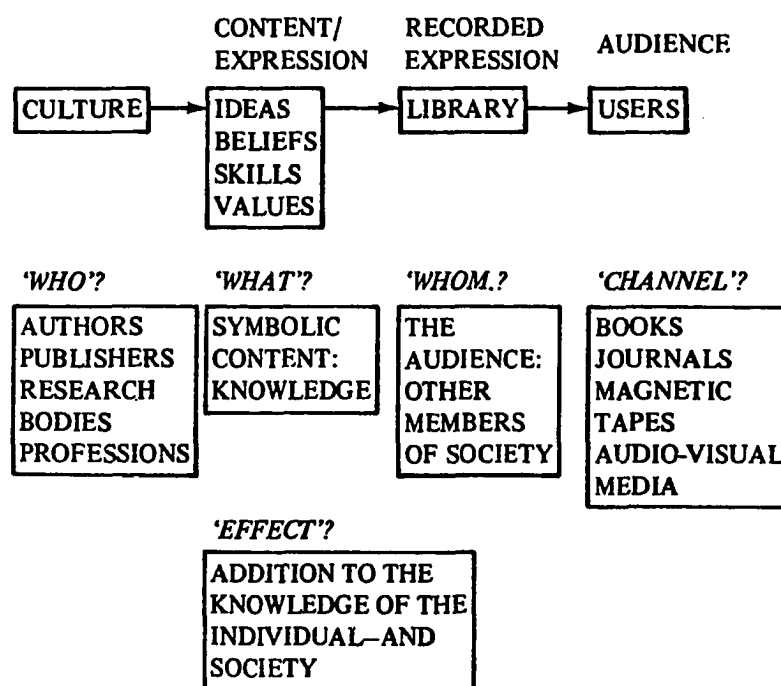 CONTENT/
EXPRESSION
RECORDED
EXPRESSION
AUDIENCE
CULTURE
IDEAS
BELIEFS
SKILLS
VALUES
LIBRARY
USERS
'WHO'?
AUTHORS
PUBLISHERS
RESEARCH
BODIES
PROFESSIONS
'WHAT'?
SYMBOLIC
CONTENT:
KNOWLEDGE
'WHOM.?
THE
AUDIENCE:
OTHER
MEMBERS
OF SOCIETY
'CHANNEL'?
BOOKS
JOURNALS
MAGNETIC
TAPES
AUDIO-VISUAL
MEDIA
'EFFECT'?
ADDITION TO THE
KNOWLEDGE OF THE
INDIVIDUAL—AND
SOCIETY